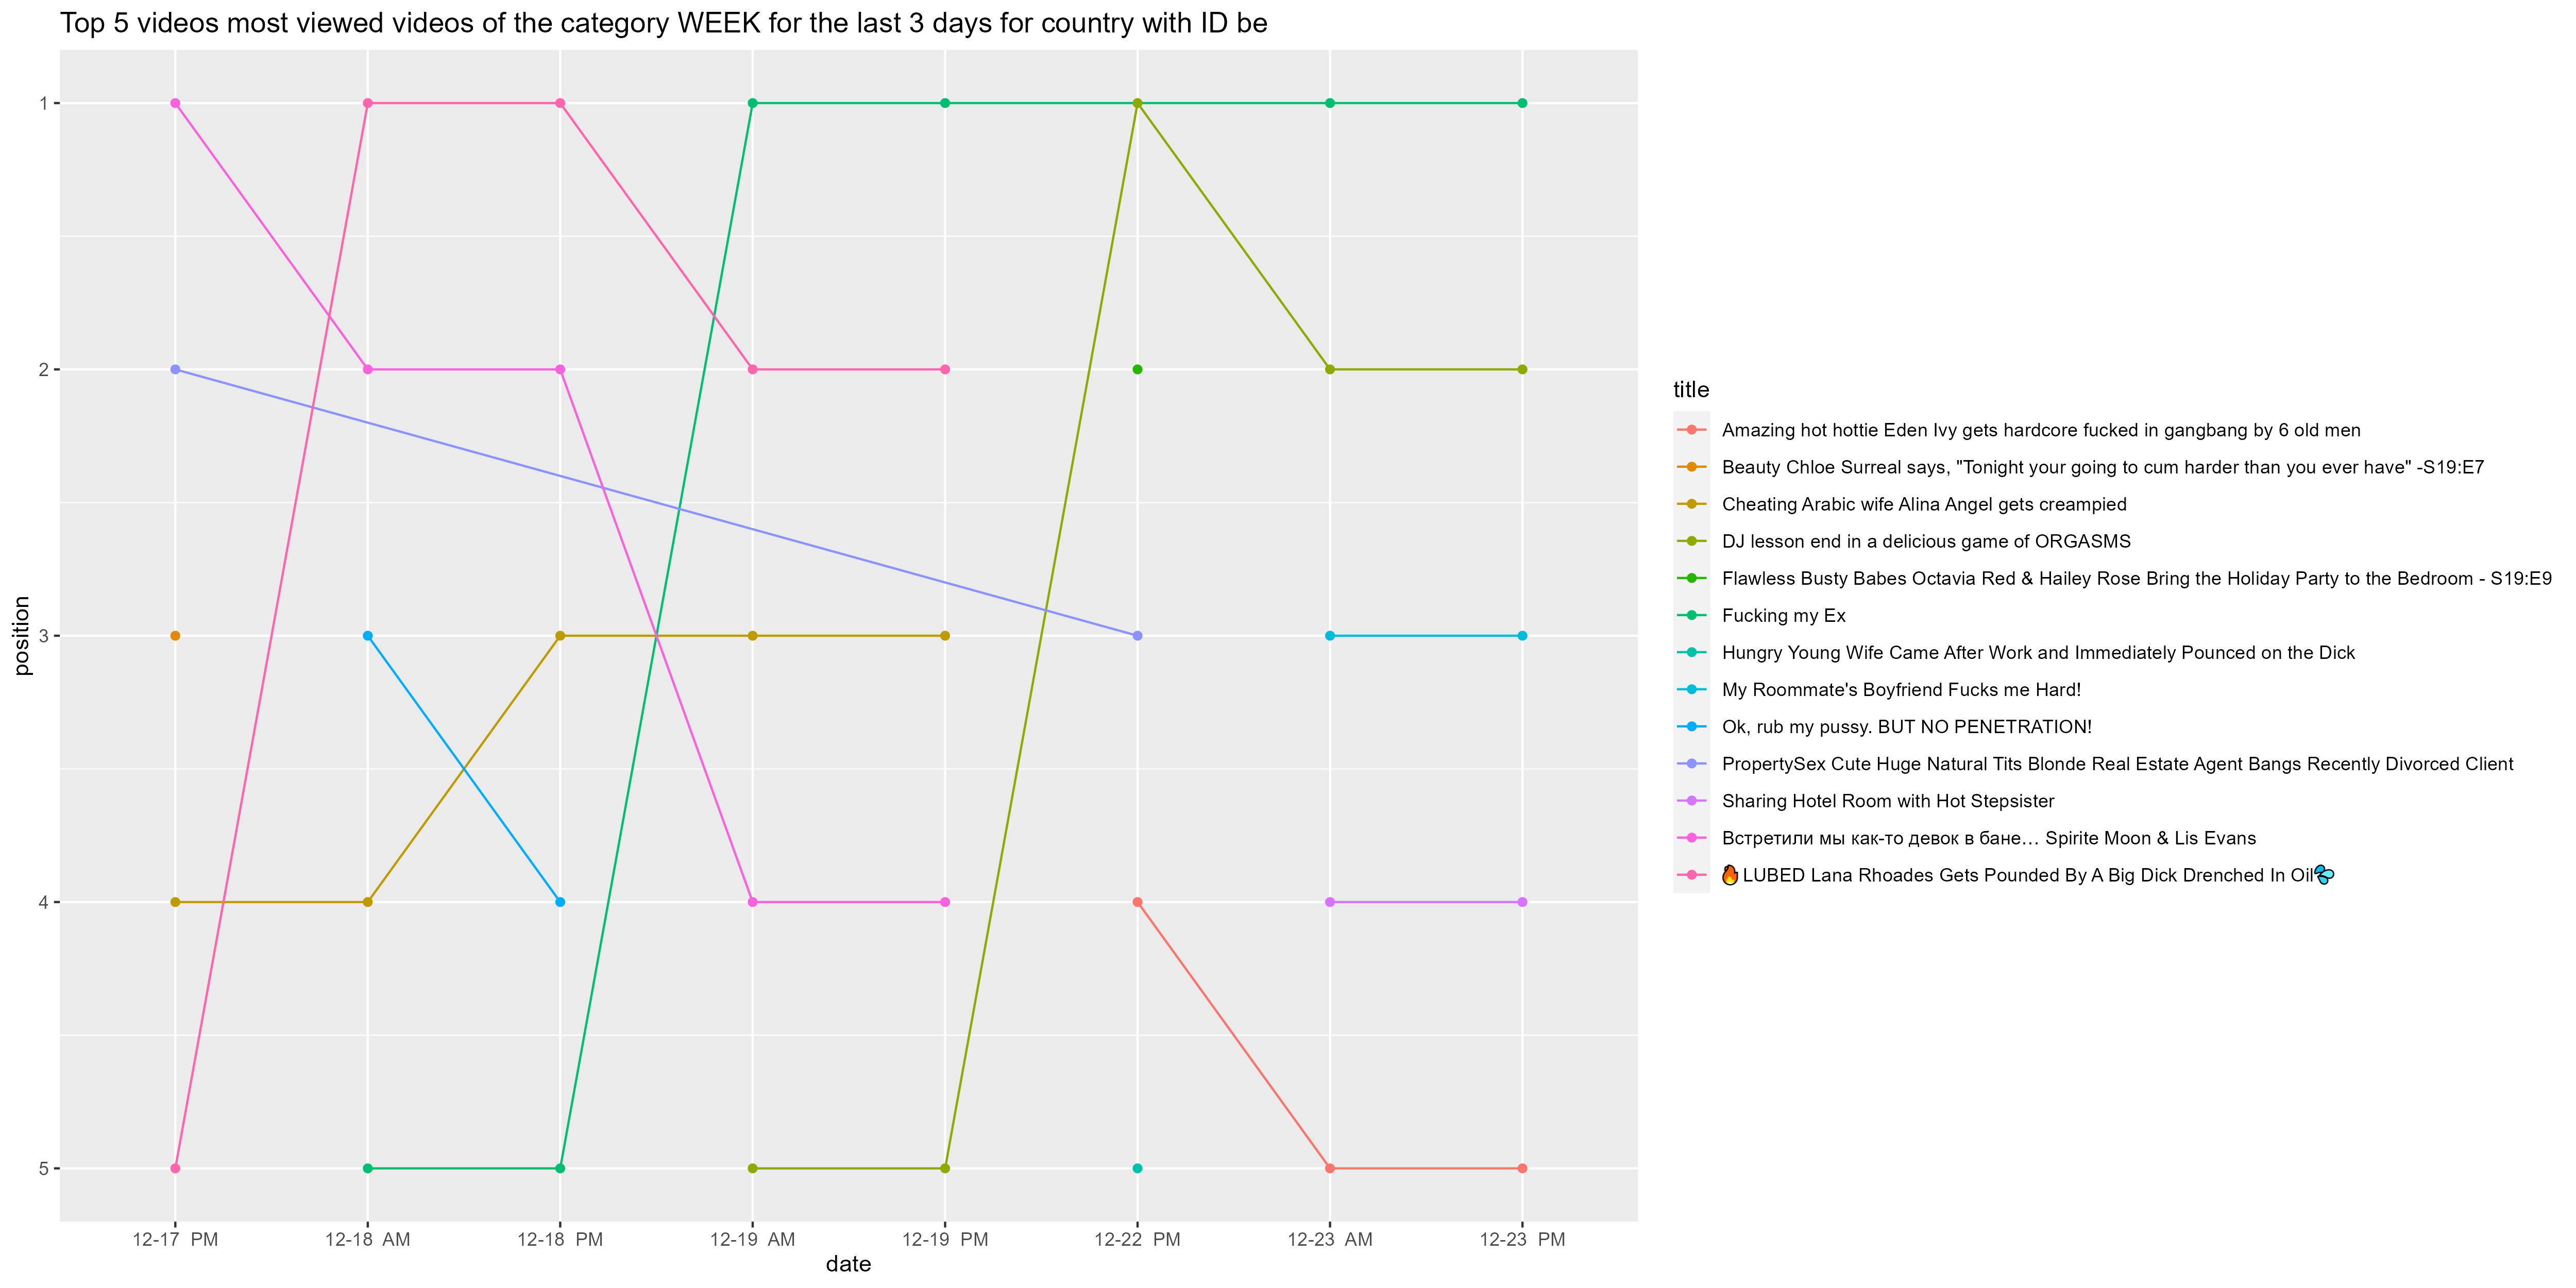 Top 5 videos most viewed videos of the category WEEK for the last 3 days for country with ID be
position
1
2
3
4
5
12-17 PM
12-18 AM
12-18 PM
12-19 AM
12-19 PM
12-22 PM
12-23 AM
12-23 PM
date
title
Amazing hot hottie Eden Ivy gets hardcore fucked in gangbang by 6 old men
Beauty Chloe Surreal says, "Tonight your going to cum harder than you ever have" -S19:E7
Cheating Arabic wife Alina Angel gets creampied
DJ lesson end in a delicious game of ORGASMS
Flawless Busty Babes Octavia Red & Hailey Rose Bring the Holiday Party to the Bedroom - S19:E9
Fucking my Ex
Hungry Young Wife Came After Work and Immediately Pounced on the Dick
My Roommate's Boyfriend Fucks me Hard!
Ok, rub my pussy. BUT NO PENETRATION!
PropertySex Cute Huge Natural Tits Blonde Real Estate Agent Bangs Recently Divorced Client
Sharing Hotel Room with Hot Stepsister
Встретили мы как-то девок в бане… Spirite Moon & Lis Evans
🔥LUBED Lana Rhoades Gets Pounded By A Big Dick Drenched In Oil💦